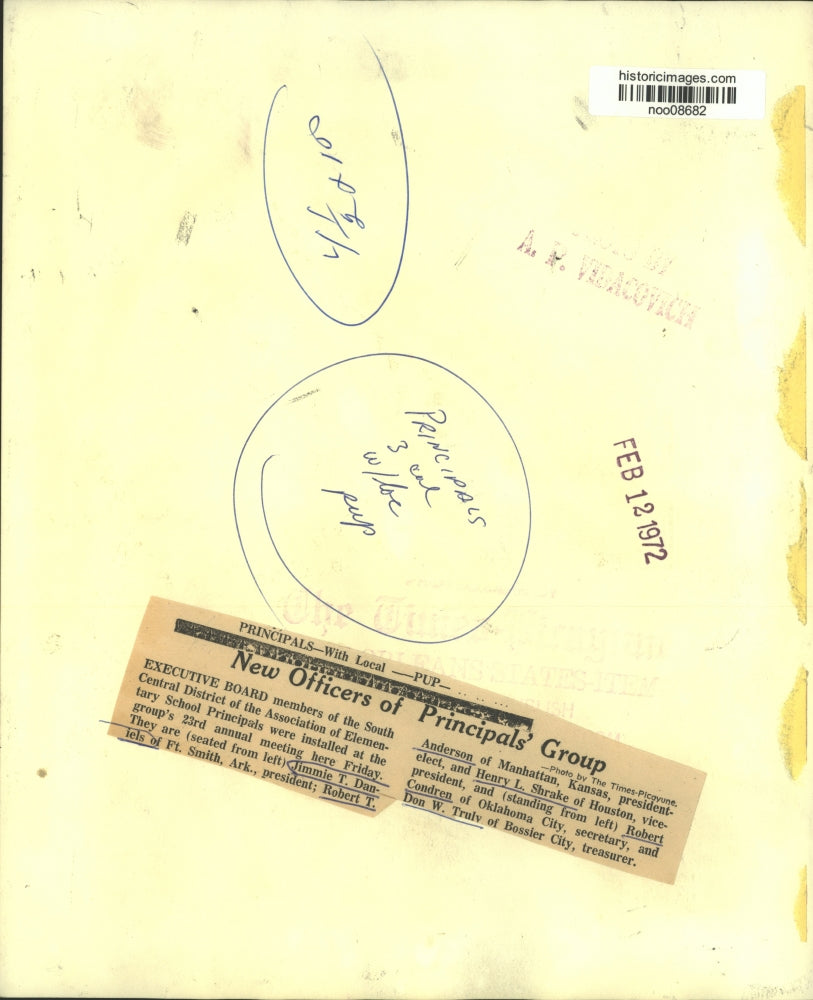 historicimages.com
noo08682
A. P. VIDACOVICH
FEB 12 1972
PRINCIPALS
3 col
w/loc
pup
PRINCIPALS—With Local —PUP—
New Officers of Principals' Group
—Photo by The Times-Picayune.
EXECUTIVE BOARD members of the South
Central District of the Association of Elemen-
tary School Principals were installed at the
group's 23rd annual meeting here Friday.
They are (seated from left) Jimmie T. Dan-
iels of Ft. Smith, Ark., president; Robert T.
Anderson of Manhattan, Kansas, president-
elect, and Henry L. Shrake of Houston, vice-
president, and (standing from left) Robert
Condren of Oklahoma City, secretary, and
Don W. Truly of Bossier City, treasurer.